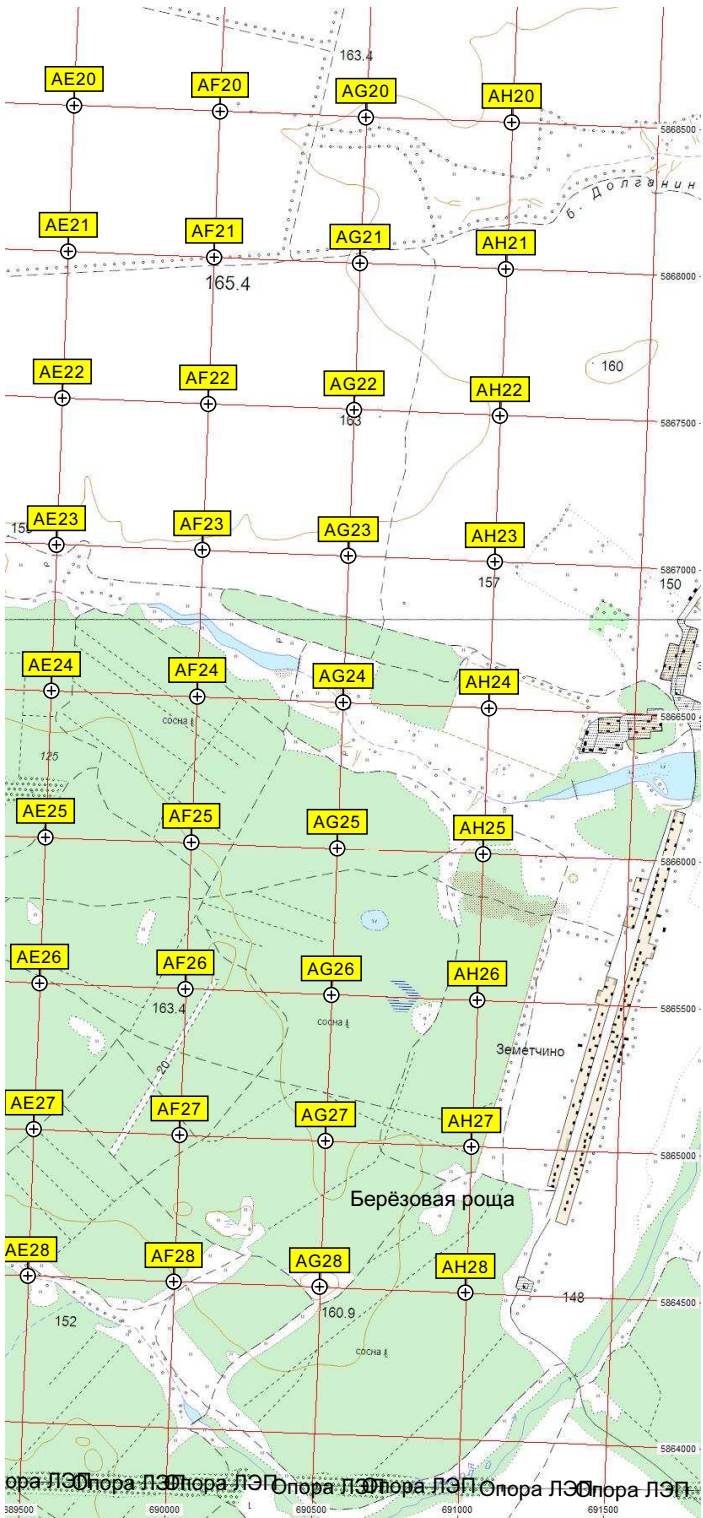 163.4
AE20 AF20 AG20 AH20
5868500
б. Долганин
AE21 AF21 AG21 AH21
5868000
165.4
160
AE22 AF22 AG22 AH22
163
5867500
AE23 AF23 AG23 AH23
5867000
157
150
AE24 AF24 AG24 AH24
сосна
5866500
125
AE25 AF25 AG25 AH25
5866000
AE26 AF26 AG26 AH26
163.4
5865500
сосна
Земетчино
20
AE27 AF27 AG27 AH27
5865000
Берёзовая роща
AE28 AF28 AG28 AH28
148
5864500
152
160.9
сосна
5864000
опора ЛЭП Опора ЛЭП Опора ЛЭП Опора ЛЭП Опора ЛЭП Опора ЛЭП Опора ЛЭП
689500 690000 690500 691000 691500